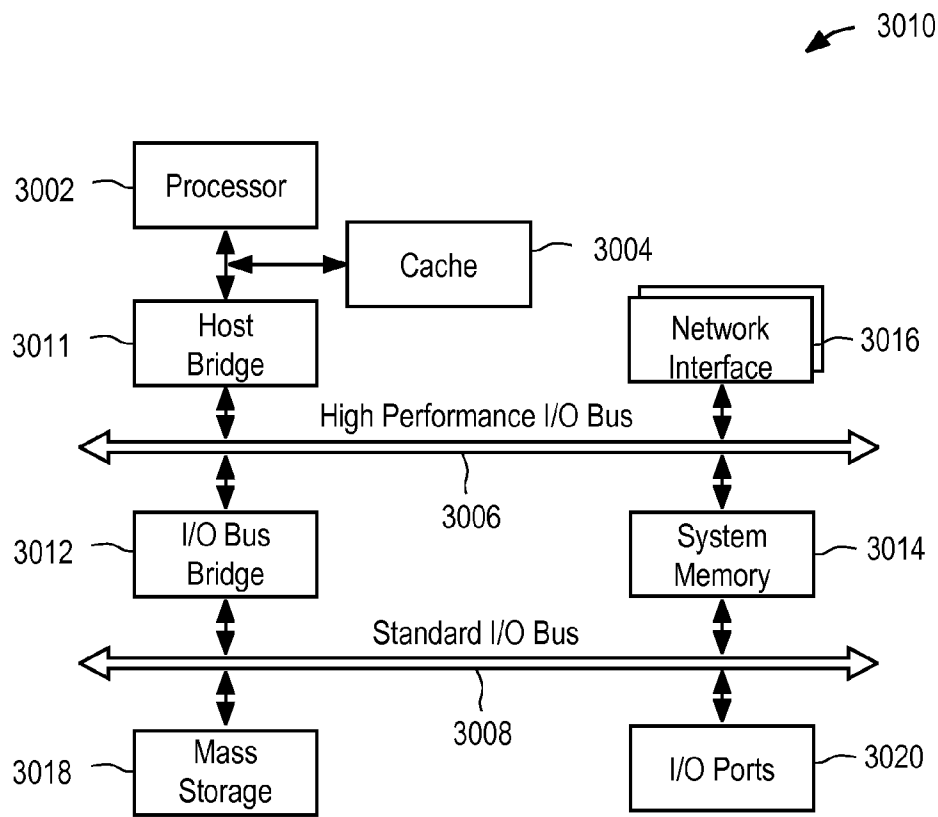 3010
3002
Processor
Cache
3004
3011
Host
Bridge
Network
Interface
3016
High Performance I/O Bus
3006
3012
I/O Bus
Bridge
System
Memory
3014
Standard I/O Bus
3008
3018
Mass
Storage
I/O Ports
3020